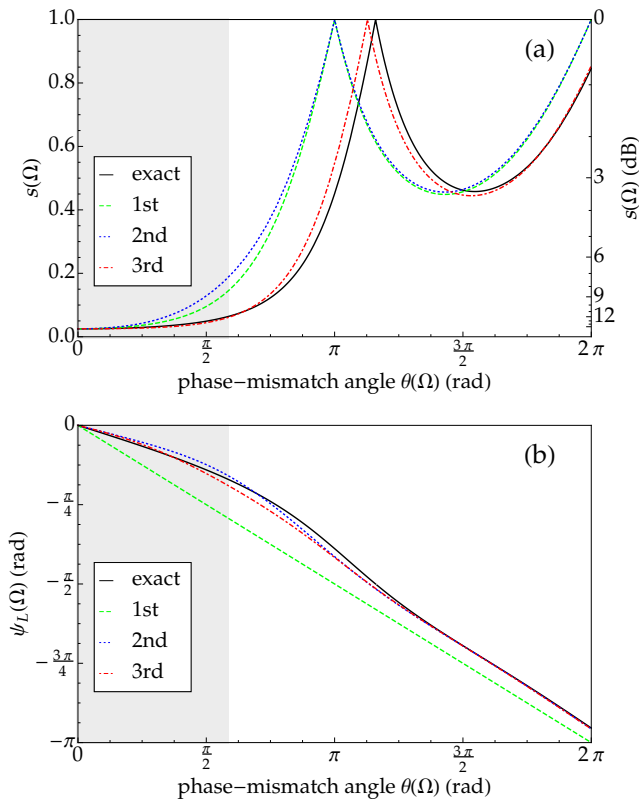 (a)
1.0
0.8
0.6
0.4
0.2
0.0
s(Ω)
0
3
6
9
12
s(Ω) (dB)
exact
1st
2nd
3rd
0 π/2 π 3π/2 2π
phase−mismatch angle θ(Ω) (rad)
(b)
0
−π/4
−π/2
−3π/4
−π
ψ_L(Ω) (rad)
exact
1st
2nd
3rd
0 π/2 π 3π/2 2π
phase−mismatch angle θ(Ω) (rad)